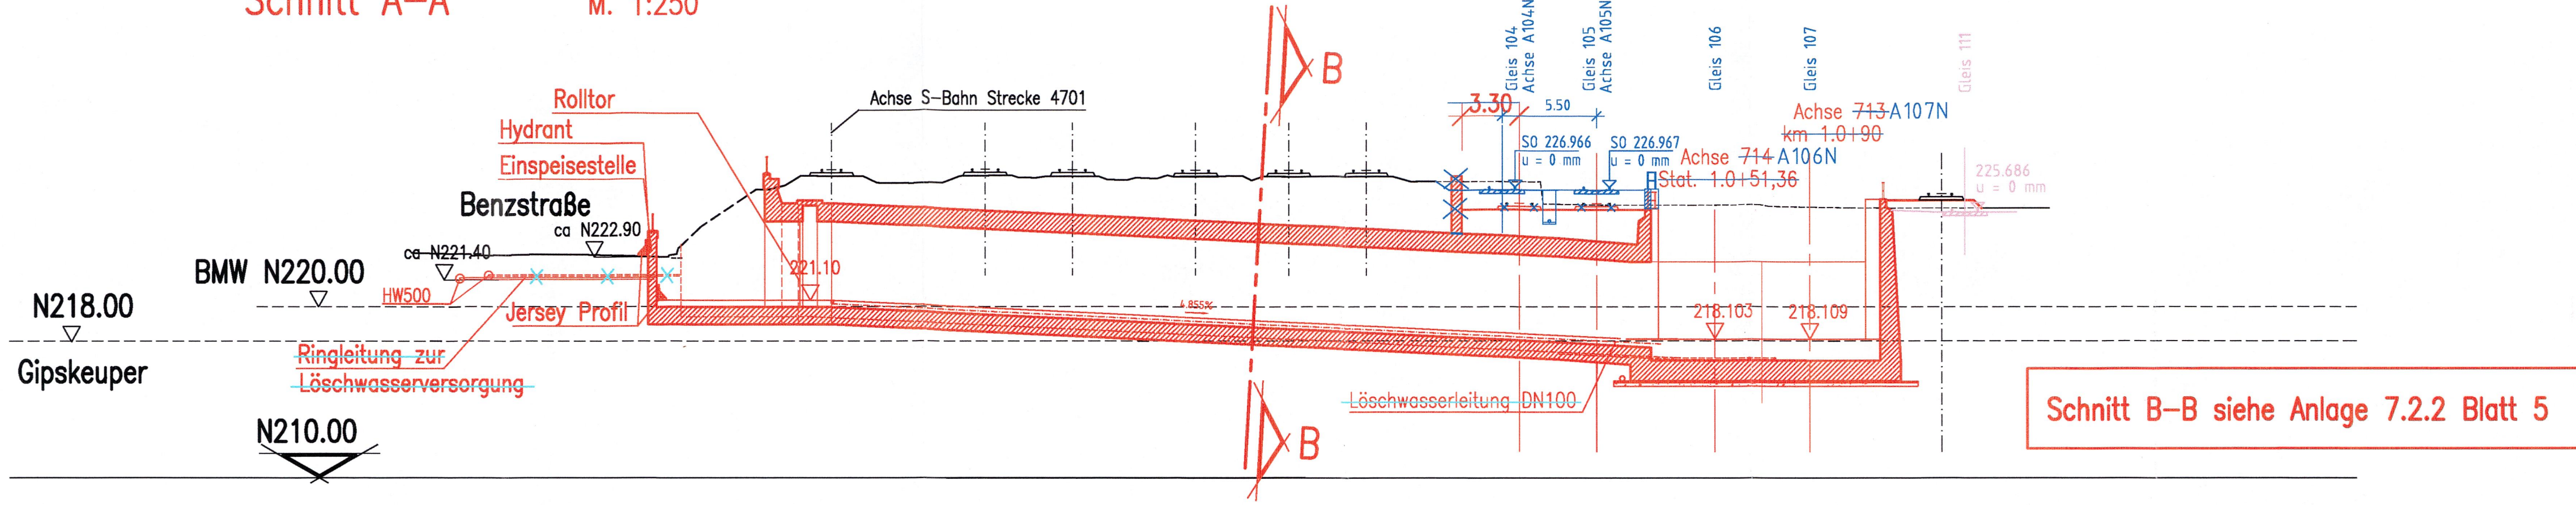 Schnitt A–A M. 1:250
Rolltor
Hydrant
Einspeisestelle
Benzstraße
ca N222.90
ca N221.40
BMW N220.00
N218.00
HW500
Jersey Profil
Ringleitung zur
Löschwasserversorgung
Gipskeuper
N210.00
Achse S–Bahn Strecke 4701
221.10
4.855%
B
B
3.30
5.50
Gleis 104
Achse A104N
Gleis 105
Achse A105N
Gleis 106
Gleis 107
Gleis 111
SO 226.966
u = 0 mm
SO 226.967
u = 0 mm
Achse 713 A107N
km 1.0+90
Achse 714 A106N
Stat. 1.0+51,36
225.686
u = 0 mm
218.103
218.109
Löschwasserleitung DN100
Schnitt B–B siehe Anlage 7.2.2 Blatt 5